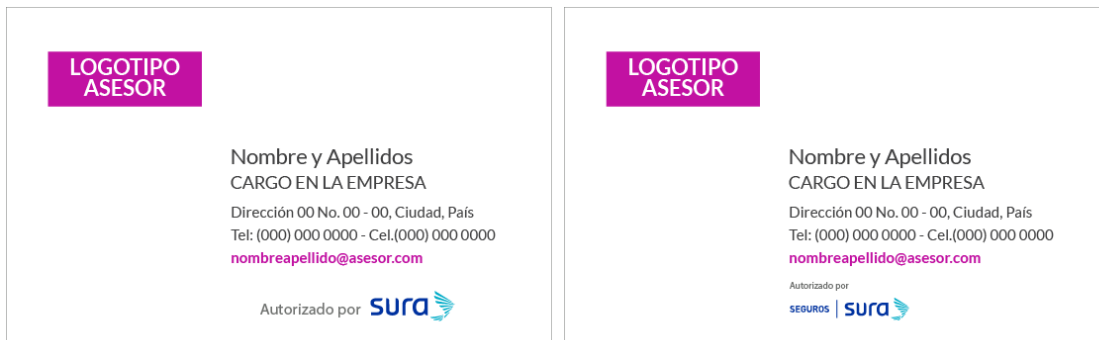 LOGOTIPO
ASESOR
Nombre y Apellidos
CARGO EN LA EMPRESA
Dirección 00 No. 00 - 00, Ciudad, País
Tel: (000) 000 0000 - Cel.(000) 000 0000
nombreapellido@asesor.com
Autorizado por sura
LOGOTIPO
ASESOR
Nombre y Apellidos
CARGO EN LA EMPRESA
Dirección 00 No. 00 - 00, Ciudad, País
Tel: (000) 000 0000 - Cel.(000) 000 0000
nombreapellido@asesor.com
Autorizado por
SEGUROS | sura